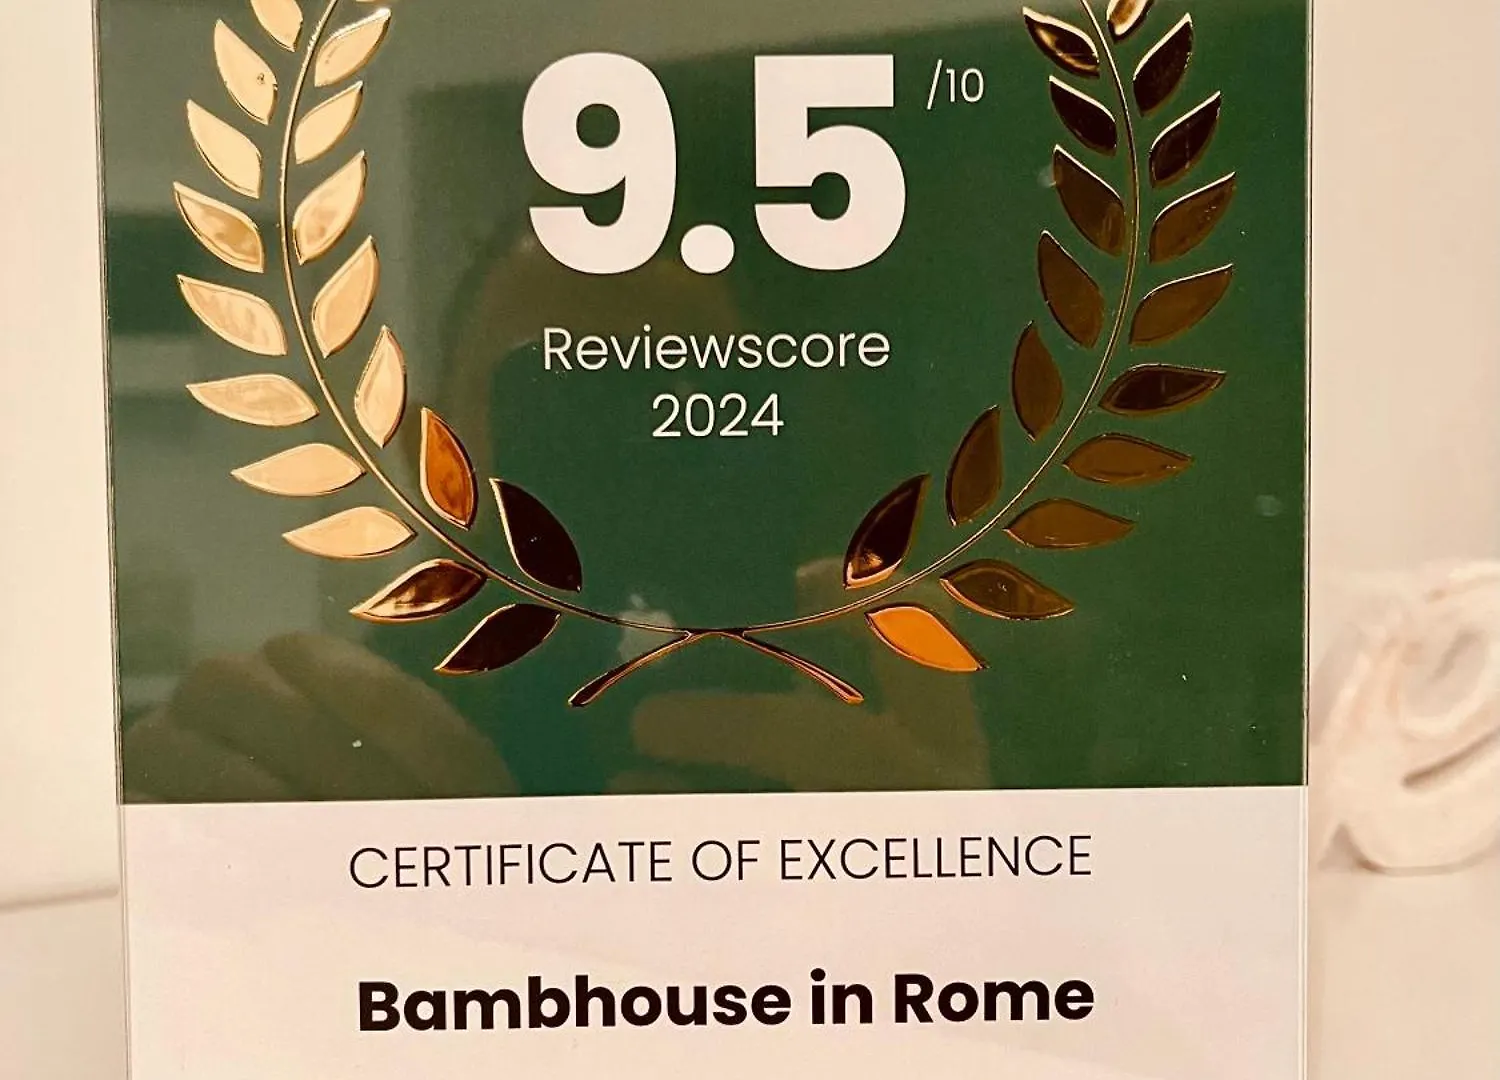 9.5 /10
Reviewscore
2024
CERTIFICATE OF EXCELLENCE
Bambhouse in Rome